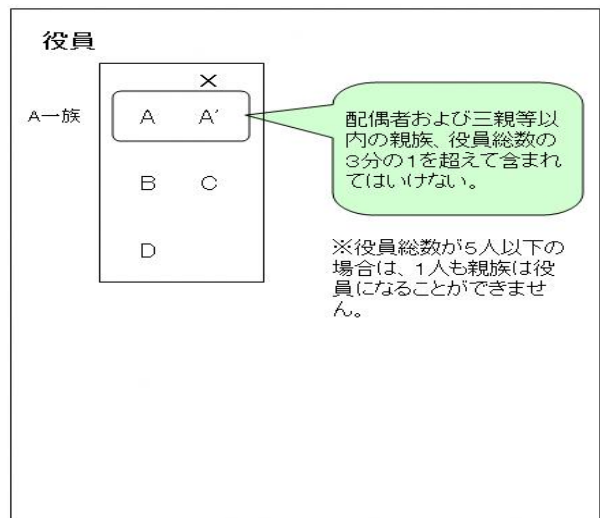 役員
×
A一族
A A’
B C
D
配偶者および三親等以
内の親族、役員総数の
3分の1を超えて含まれ
てはいけない。
※役員総数が5人以下の
場合は、1人も親族は役
員になることができませ
ん。